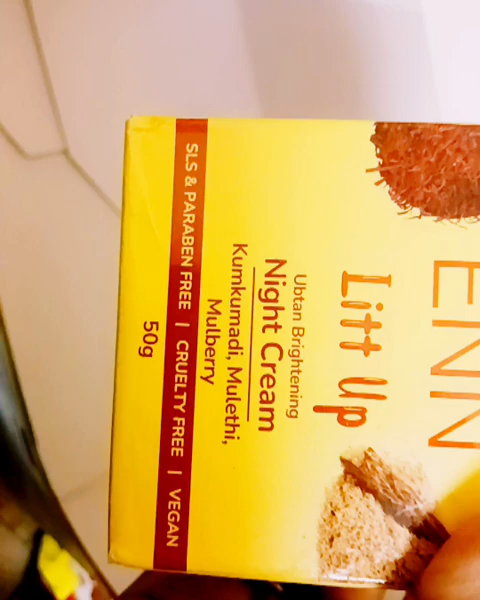 ENN
Litt Up
Ubtan Brightening
Night Cream
Kumkumadi, Mulethi,
Mulberry
SLS & PARABEN FREE | CRUELTY FREE | VEGAN
50g